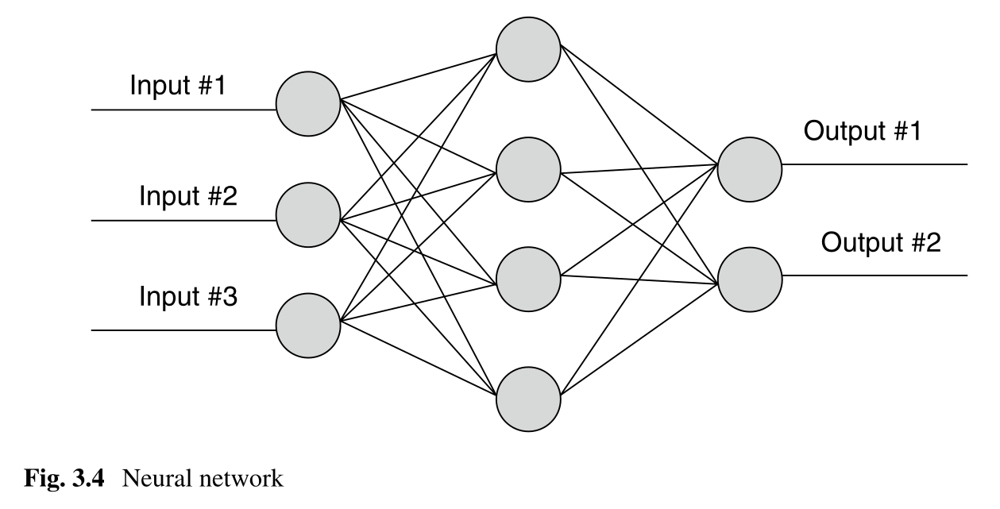 Input #1
Input #2
Input #3
Output #1
Output #2
Fig. 3.4 Neural network